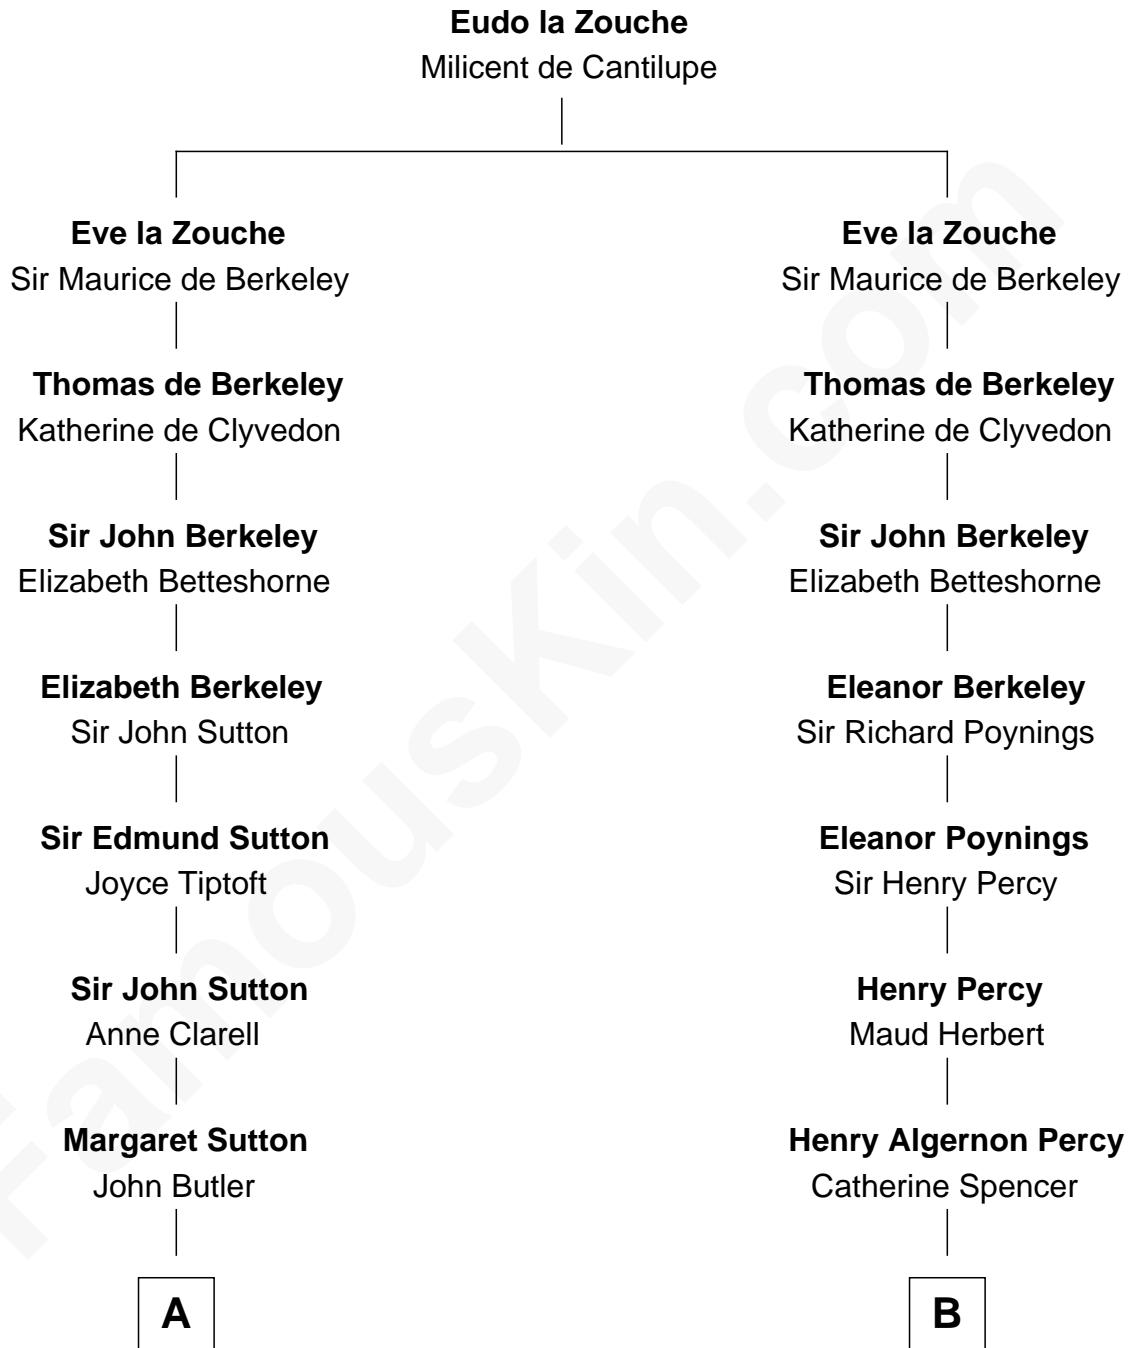 Eudo la Zouche
Milicent de Cantilupe
Eve la Zouche
Sir Maurice de Berkeley
Thomas de Berkeley
Katherine de Clyvedon
Sir John Berkeley
Elizabeth Betteshorne
Elizabeth Berkeley
Sir John Sutton
Sir Edmund Sutton
Joyce Tiptoft
Sir John Sutton
Anne Clarell
Margaret Sutton
John Butler
A
Eve la Zouche
Sir Maurice de Berkeley
Thomas de Berkeley
Katherine de Clyvedon
Sir John Berkeley
Elizabeth Betteshorne
Eleanor Berkeley
Sir Richard Poynings
Eleanor Poynings
Sir Henry Percy
Henry Percy
Maud Herbert
Henry Algernon Percy
Catherine Spencer
B
FamousKin.com